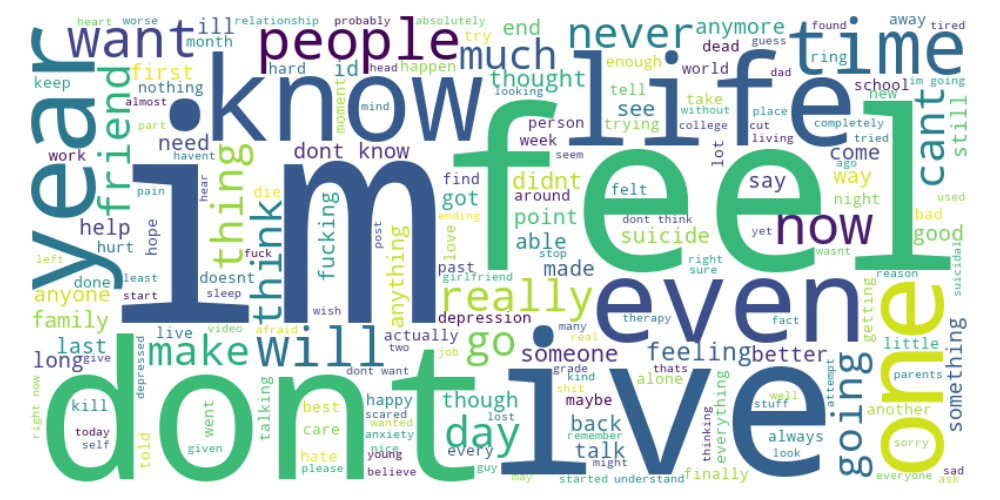 heart
worse
relationship
probably
absolutely
try
end
never
anymore
away
found
tired
want
ill
month
people
much
dead
guess
time
year
keep
first
nothing
almost
part
friend
id
hard
head
happen
moment
looking
thought
enough
world
dad
ring
im going
know
life
tell
see
trying
take
without
place
school
new
cant
still
mind
person
week
college
cut
living
completely
tried
need
work
havent
dont know
im
feel
seem
lot
come
ago
used
pain
hear
thing
die
find
got
didnt
felt
around
dont think
say
way
night
bad
good
help
hurt
hope
think
fucking
post
anything
love
ending
point
able
suicide
yet
now
wasnt
left
fuck
past
girlfriend
made
stop
right
sure
reason
suicidal
done
doesnt
sleep
anyone
least
start
wish
really
even
getting
one
family
live
video
afraid
actually
depression
many
real
therapy
fact
little
last
long
give
make
will
two
job
go
someone
feeling
better
something
parents
right now
depressed
dont want
grade
kind
shit
thats
alone
maybe
everything
attempt
going
another
dont
ive
kill
today
self
told
given
went
talking
best
care
hate
please
happy
scared
wanted
anxiety
nice
young
believe
though
day
lost
every
guy
may
back
remember
talk
might
started
understand
finally
thinking
stuff
well
always
look
sorry
everyone
sad
ask